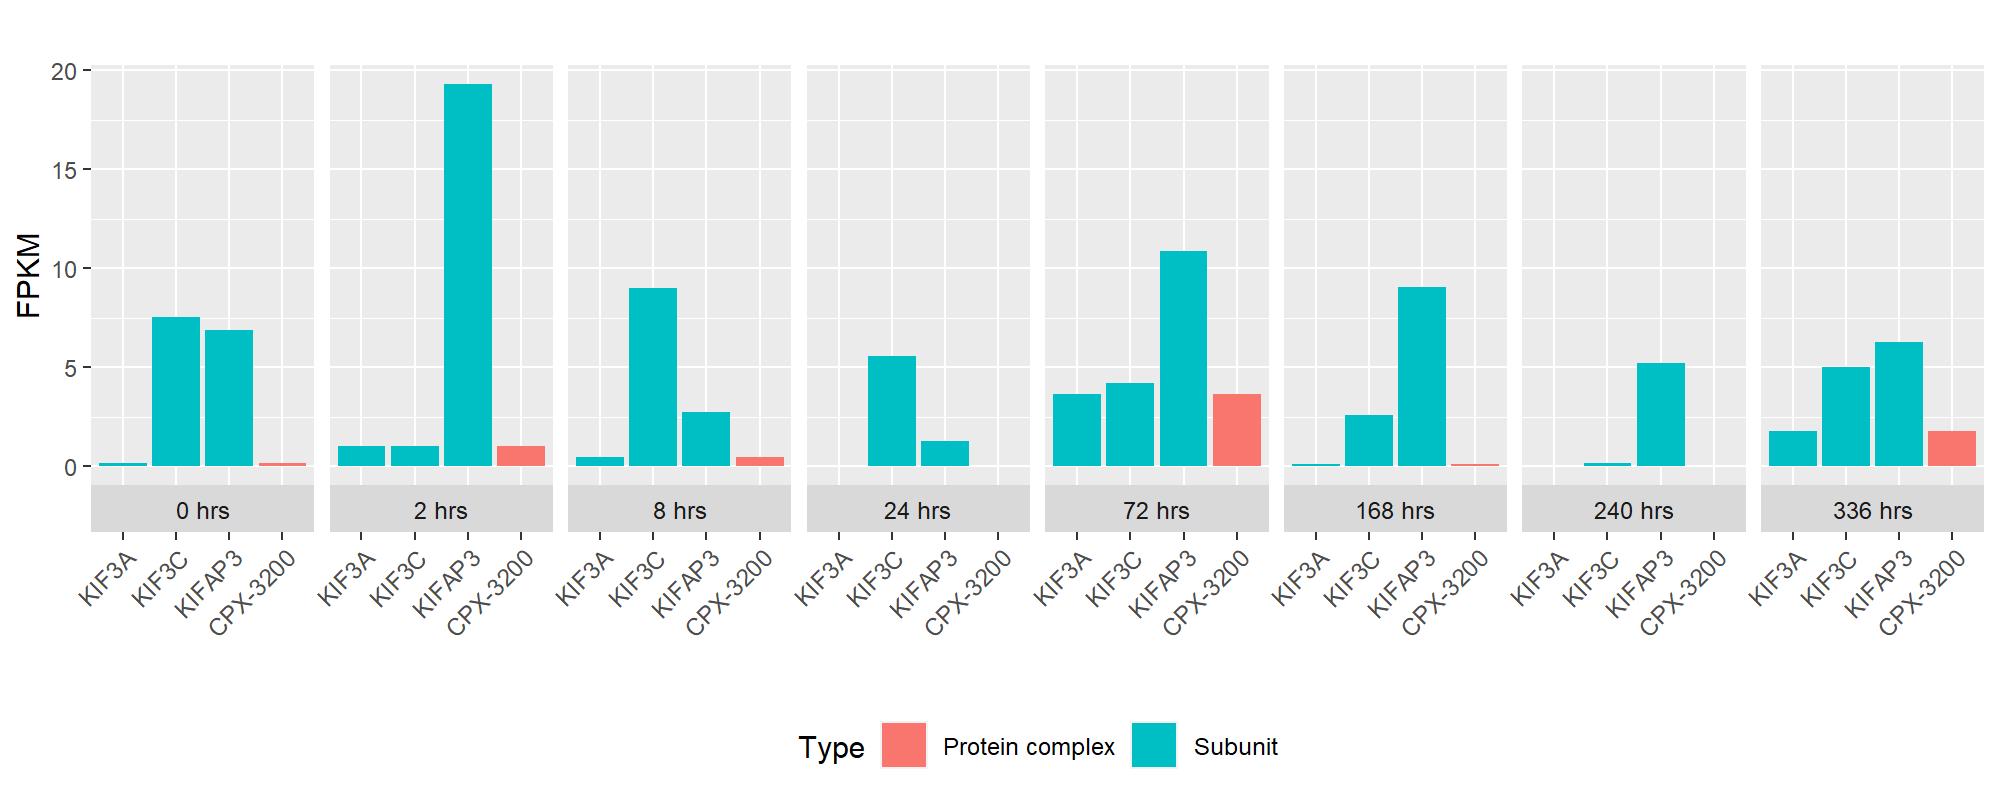 FPKM
20
15
10
5
0
0 hrs 2 hrs 8 hrs 24 hrs 72 hrs 168 hrs 240 hrs 336 hrs
KIF3A KIF3C KIFAP3 CPX-3200 KIF3A KIF3C KIFAP3 CPX-3200 KIF3A KIF3C KIFAP3 CPX-3200 KIF3A KIF3C KIFAP3 CPX-3200 KIF3A KIF3C KIFAP3 CPX-3200 KIF3A KIF3C KIFAP3 CPX-3200 KIF3A KIF3C KIFAP3 CPX-3200 KIF3A KIF3C KIFAP3 CPX-3200
Type Protein complex Subunit